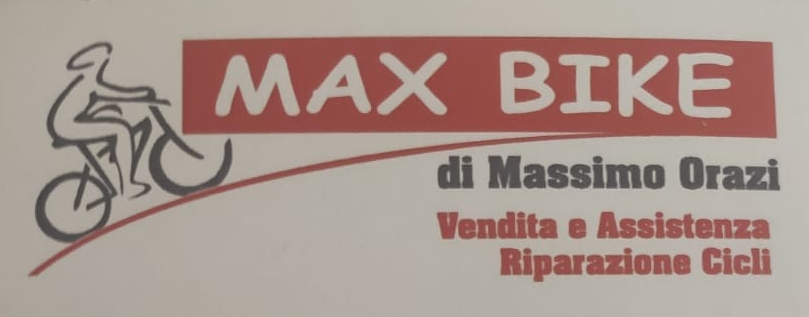 MAX BIKE
di Massimo Orazi
Vendita e Assistenza
Riparazione Cicli